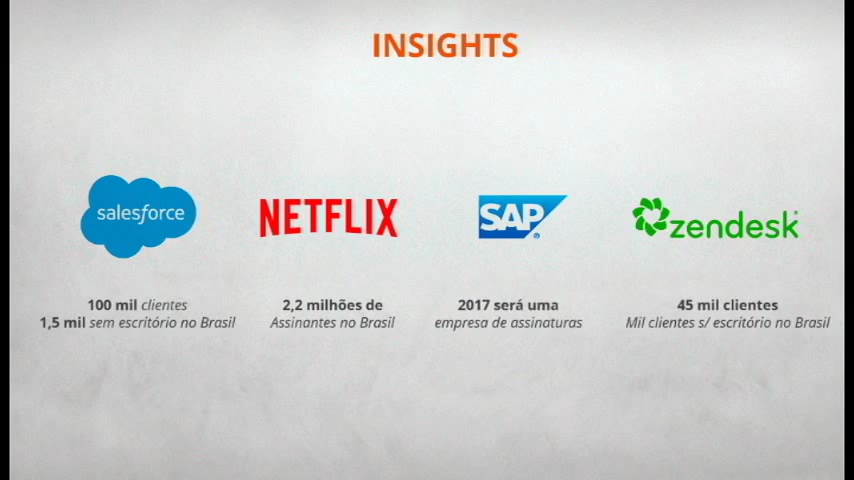 INSIGHTS
salesforce
NETFLIX
SAP
zendesk
100 mil clientes
1,5 mil sem escritório no Brasil
2,2 milhões de
Assinantes no Brasil
2017 será uma
empresa de assinaturas
45 mil clientes
Mil clientes s/ escritório no Brasil